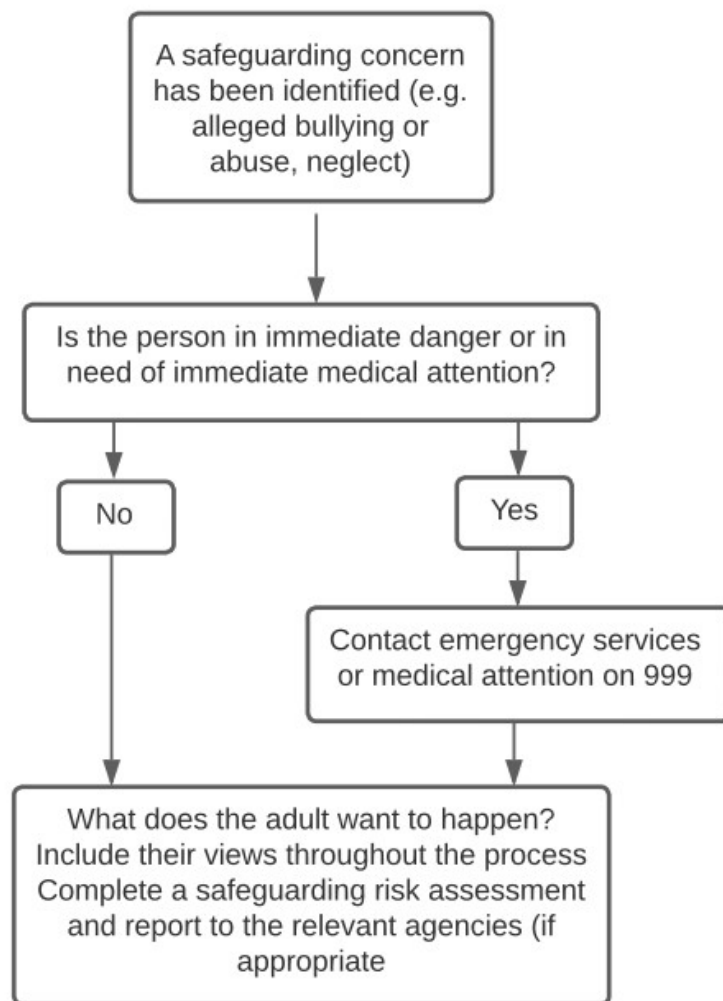 A safeguarding concern
has been identified (e.g.
alleged bullying or
abuse, neglect)
Is the person in immediate danger or in
need of immediate medical attention?
No
Yes
Contact emergency services
or medical attention on 999
What does the adult want to happen?
Include their views throughout the process
Complete a safeguarding risk assessment
and report to the relevant agencies (if
appropriate